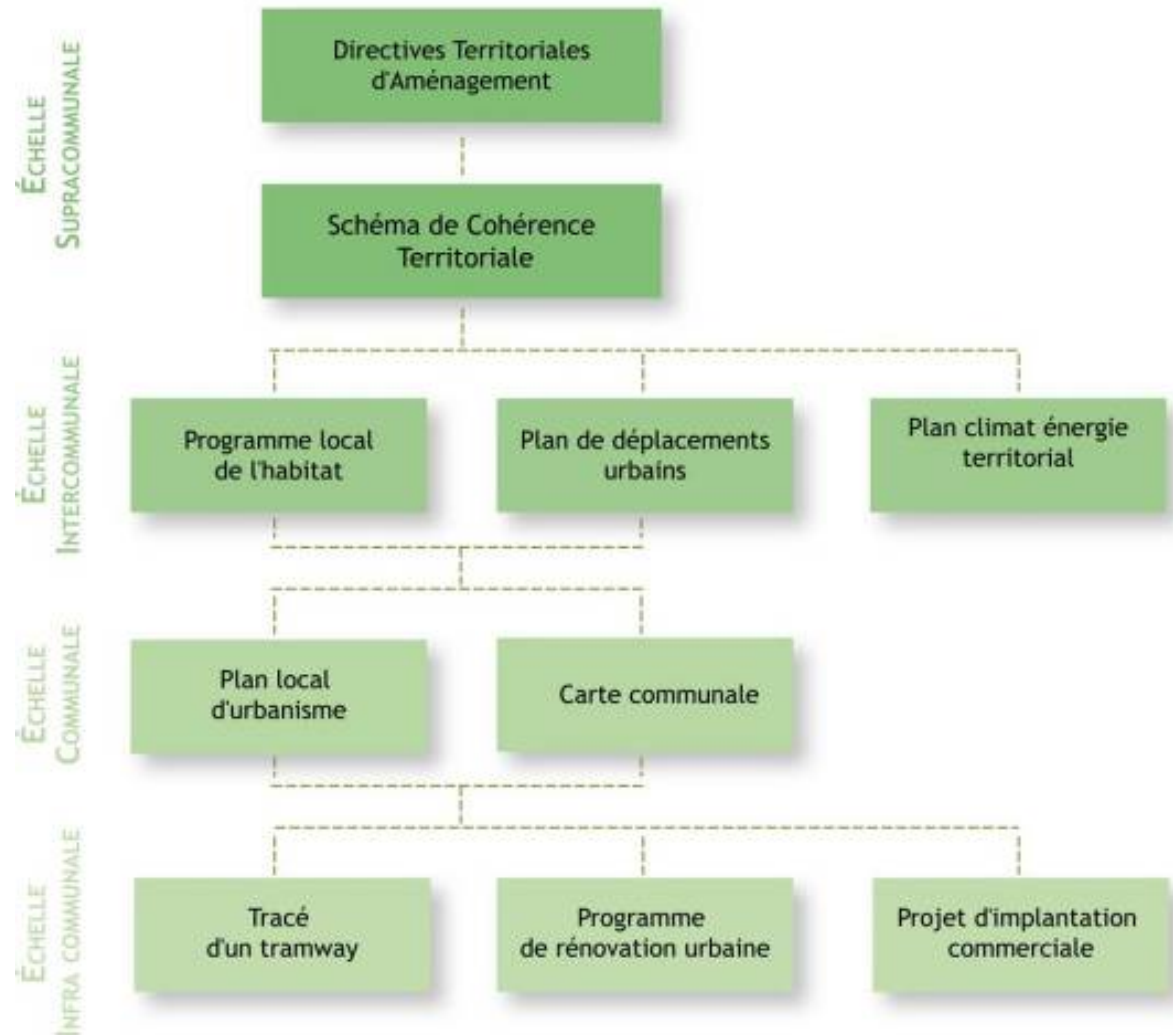 ÉCHELLE
SUPRACOMMUNALE
Directives Territoriales
d'Aménagement
Schéma de Cohérence
Territoriale
ÉCHELLE
INTERCOMMUNALE
Programme local
de l'habitat
Plan de déplacements
urbains
Plan climat énergie
territorial
ÉCHELLE
COMMUNALE
Plan local
d'urbanisme
Carte communale
ÉCHELLE
INFRA COMMUNALE
Tracé
d'un tramway
Programme
de rénovation urbaine
Projet d'implantation
commerciale